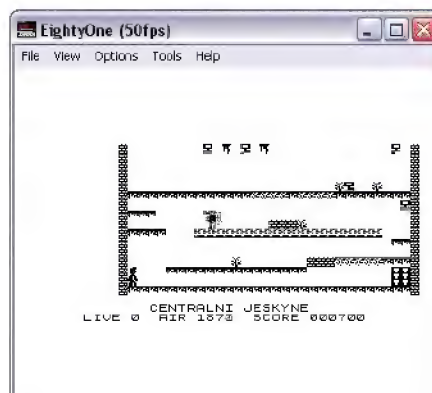 EightyOne (50fps)
File View Options Tools Help
CENTRALNI JESKYNE
LIVE 0 AIR 1870 SCORE 000700